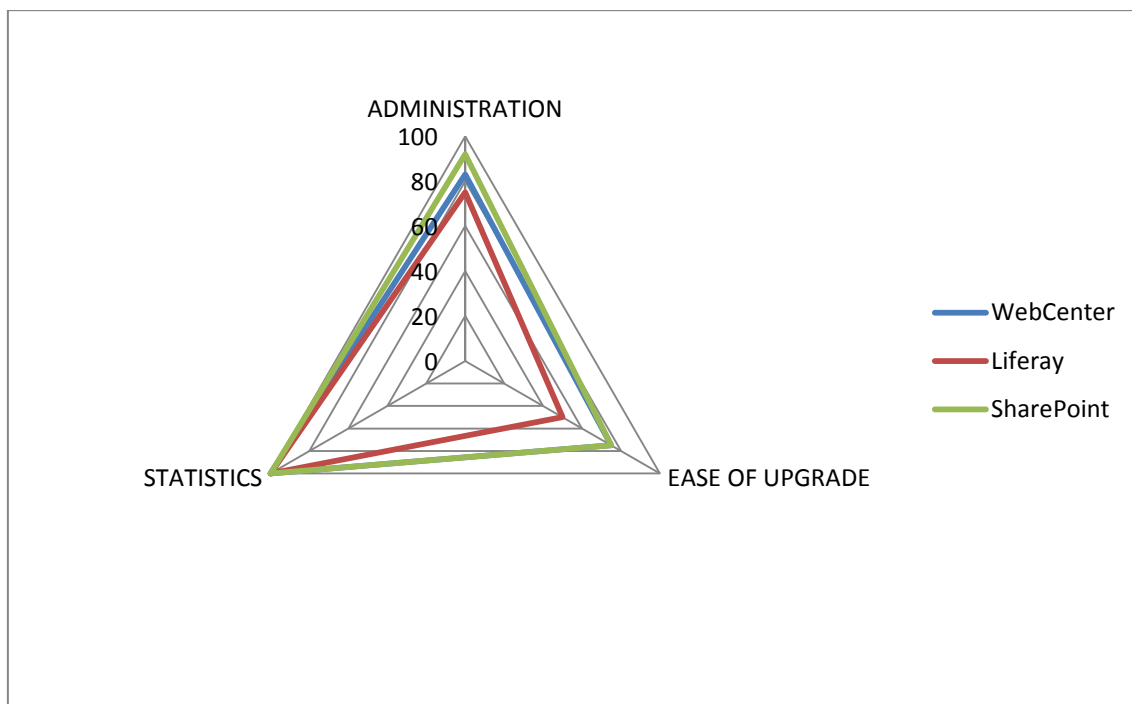 ADMINISTRATION
100
80
60
40
20
0
STATISTICS
EASE OF UPGRADE
WebCenter
Liferay
SharePoint